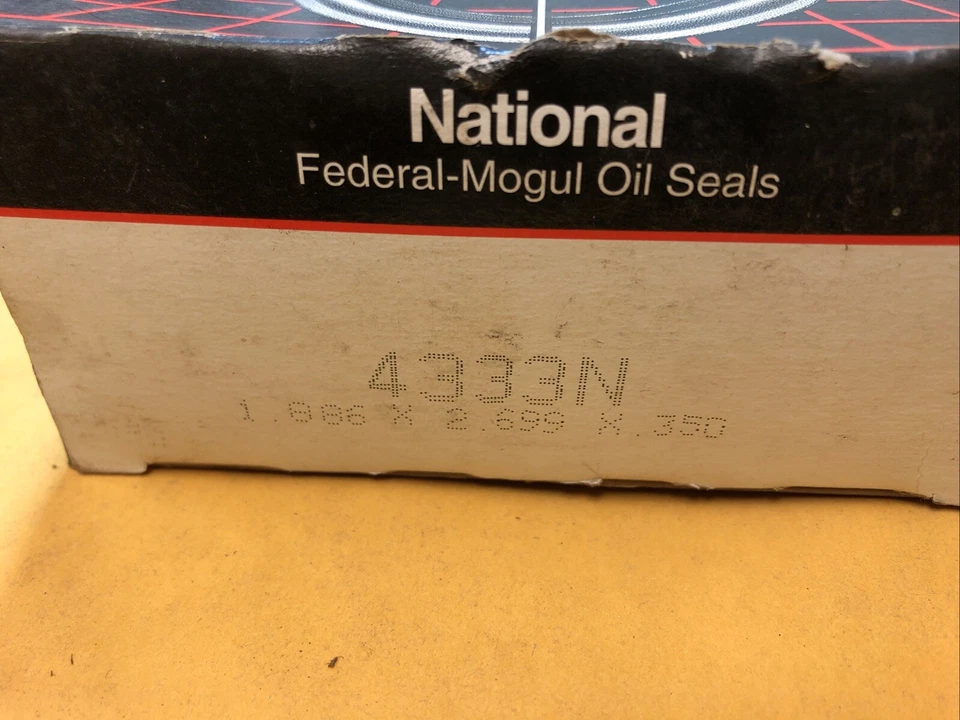 National
Federal-Mogul Oil Seals
4333N
1.886 X 2.699 X .350